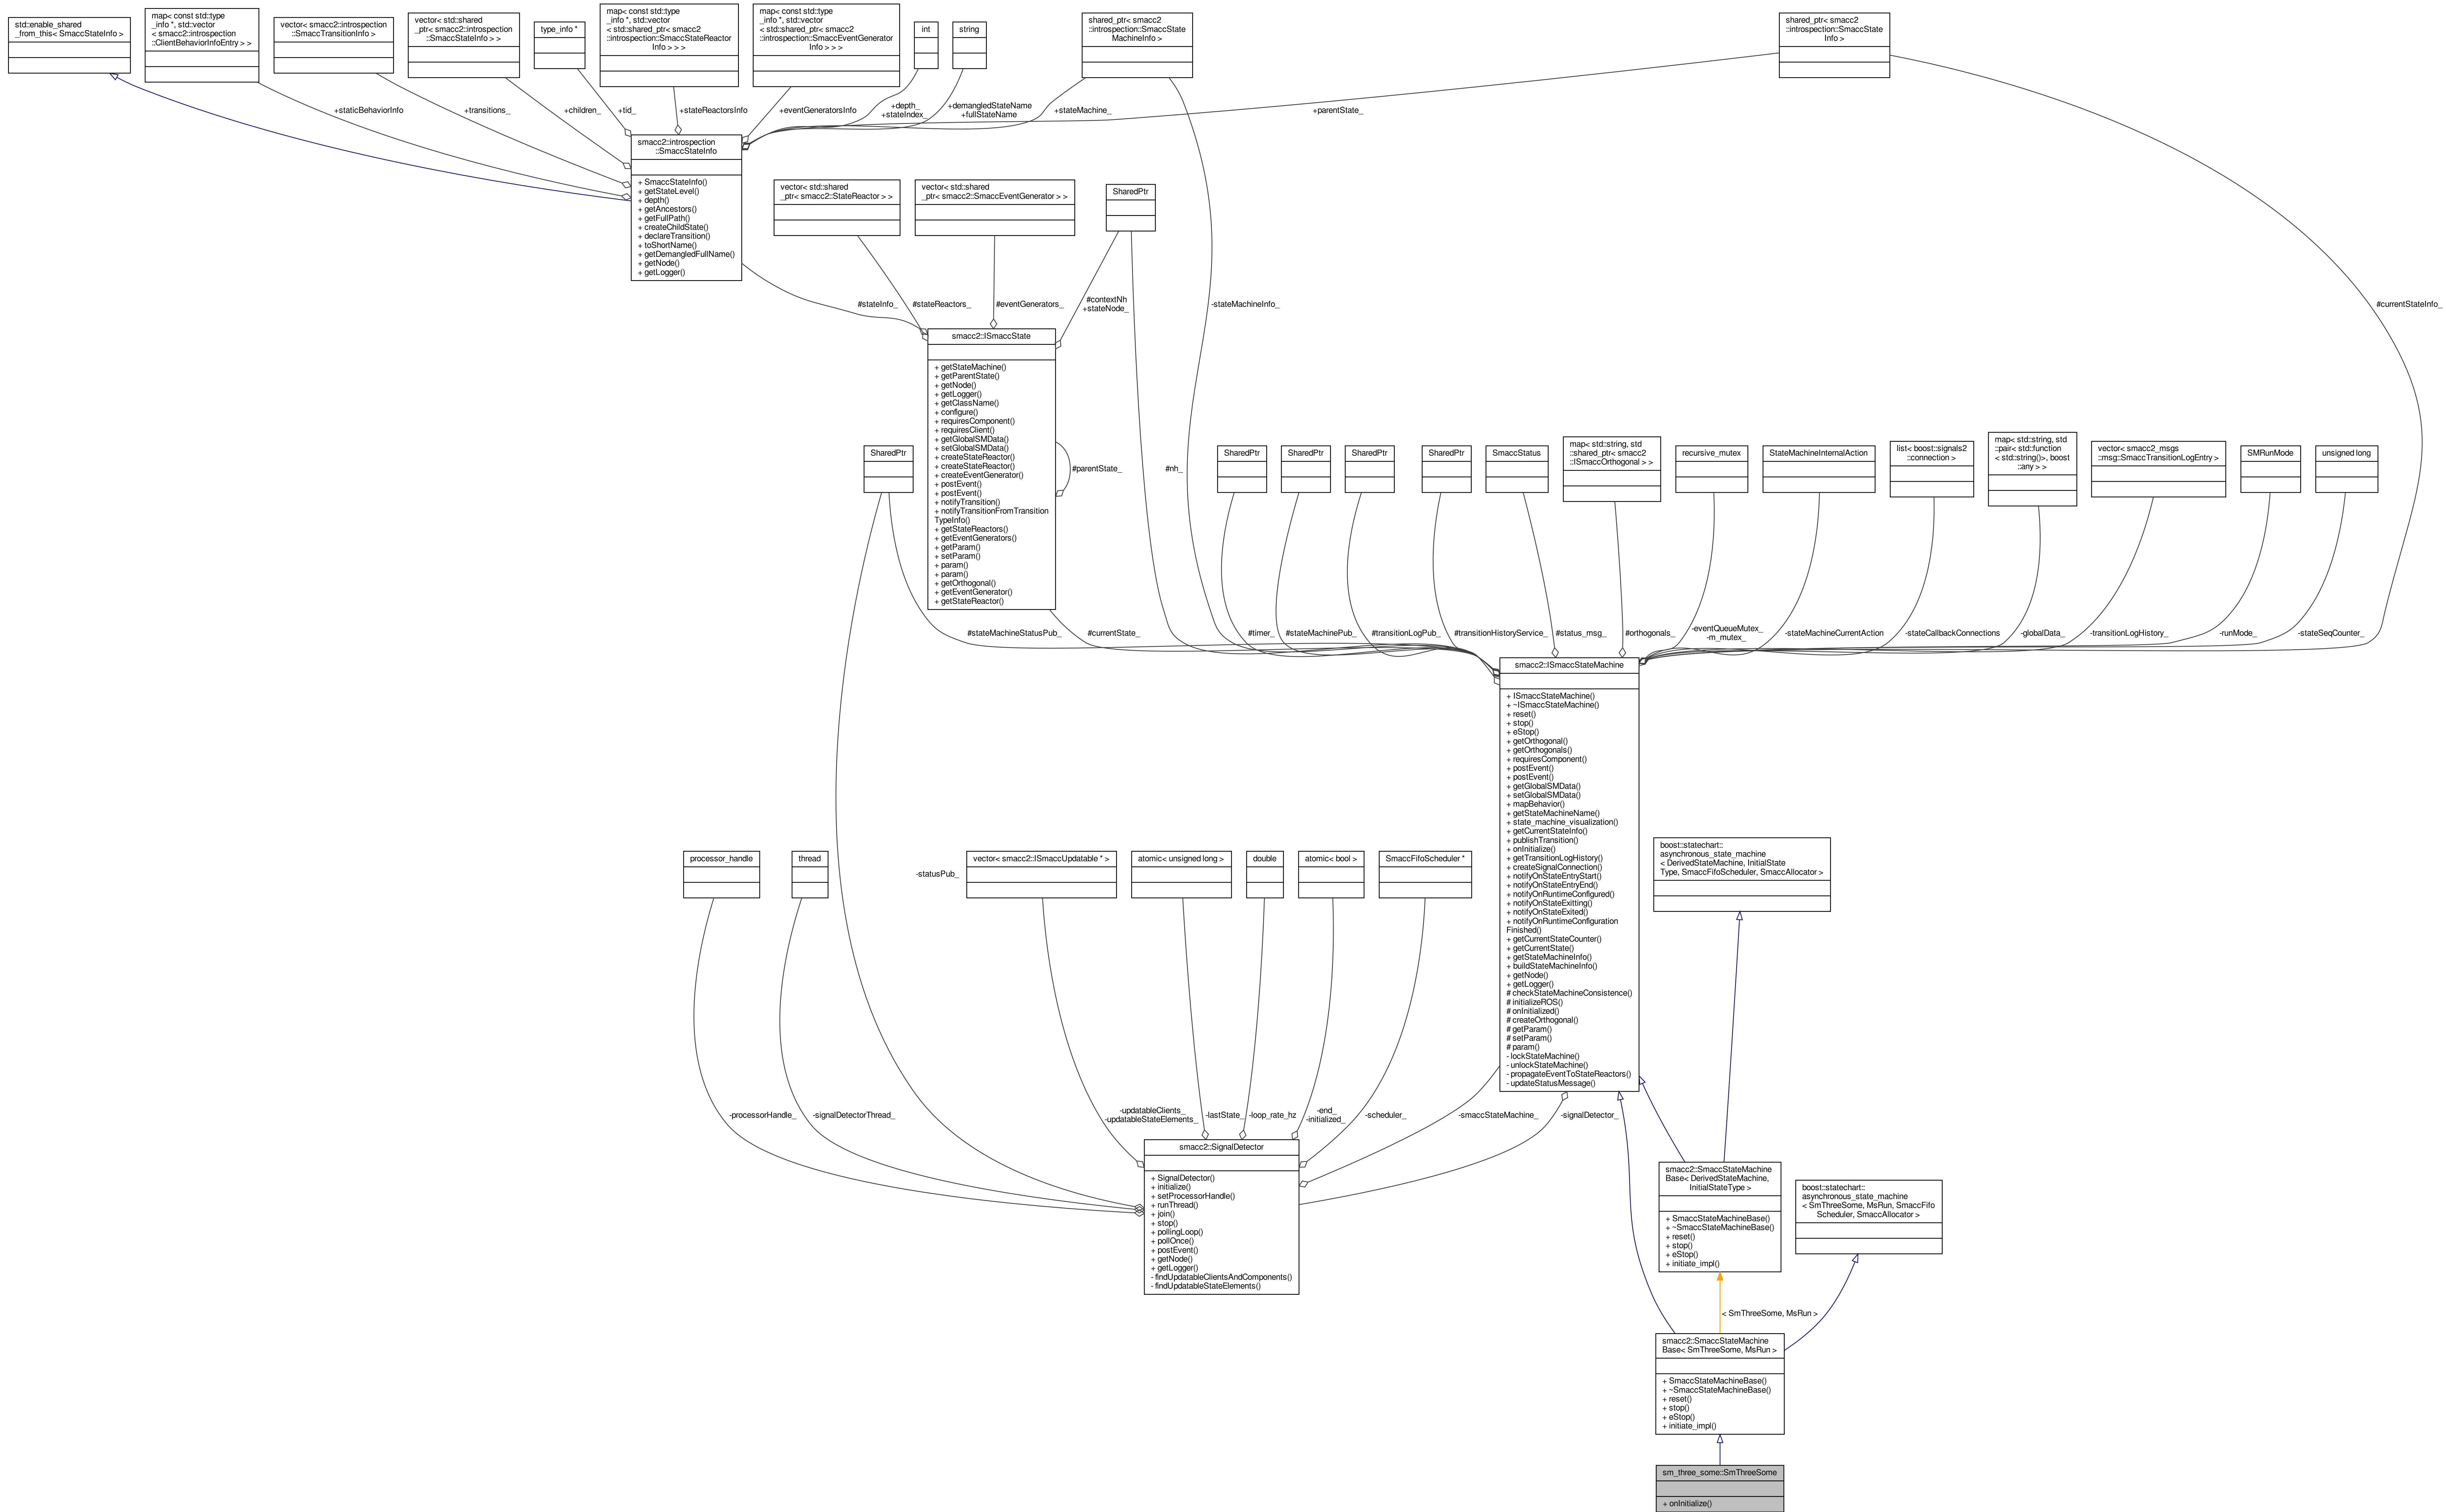 std::enable_shared
_from_this< SmaccStateInfo >
map< const std::type
_info *, std::vector
< smacc2::introspection
::ClientBehaviorInfoEntry > >
vector< smacc2::introspection
::SmaccTransitionInfo >
vector< std::shared
_ptr< smacc2::introspection
::SmaccStateInfo > >
type_info *
map< const std::type
_info *, std::vector
< std::shared_ptr< smacc2
::introspection::SmaccStateReactor
Info > > >
map< const std::type
_info *, std::vector
< std::shared_ptr< smacc2
::introspection::SmaccEventGenerator
Info > > >
int
string
shared_ptr< smacc2
::introspection::SmaccState
MachineInfo >
shared_ptr< smacc2
::introspection::SmaccState
Info >
+staticBehaviorInfo
+transitions_
+children_
+tid_
+stateReactorsInfo
+eventGeneratorsInfo
+depth_
+stateIndex_
+demangledStateName
+fullStateName
+stateMachine_
+parentState_
smacc2::introspection
::SmaccStateInfo
+ SmaccStateInfo()
+ getStateLevel()
+ depth()
+ getAncestors()
+ getFullPath()
+ createChildState()
+ declareTransition()
+ toShortName()
+ getDemangledFullName()
+ getNode()
+ getLogger()
vector< std::shared
_ptr< smacc2::StateReactor > >
vector< std::shared
_ptr< smacc2::SmaccEventGenerator > >
SharedPtr
#stateInfo_
#stateReactors_
#eventGenerators_
#contextNh
+stateNode_
-stateMachineInfo_
#currentStateInfo_
smacc2::ISmaccState
+ getStateMachine()
+ getParentState()
+ getNode()
+ getLogger()
+ getClassName()
+ configure()
+ requiresComponent()
+ requiresClient()
+ getGlobalSMData()
+ setGlobalSMData()
+ createStateReactor()
+ createStateReactor()
+ createEventGenerator()
+ postEvent()
+ postEvent()
+ notifyTransition()
+ notifyTransitionFromTransition
TypeInfo()
+ getStateReactors()
+ getEventGenerators()
+ getParam()
+ setParam()
+ param()
+ param()
+ getOrthogonal()
+ getEventGenerator()
+ getStateReactor()
#parentState_
#nh_
SharedPtr
SharedPtr
SharedPtr
SharedPtr
SharedPtr
SmaccStatus
map< std::string, std
::shared_ptr< smacc2
::ISmaccOrthogonal > >
recursive_mutex
StateMachineInternalAction
list< boost::signals2
::connection >
map< std::string, std
::pair< std::function
< std::string()>, boost
::any > >
vector< smacc2_msgs
::msg::SmaccTransitionLogEntry >
SMRunMode
unsigned long
#stateMachineStatusPub_
#currentState_
#timer_
#stateMachinePub_
#transitionLogPub_
#transitionHistoryService_
#status_msg_
#orthogonals_
-eventQueueMutex_
-m_mutex_
-stateMachineCurrentAction
-stateCallbackConnections
-globalData_
-transitionLogHistory_
-runMode_
-stateSeqCounter_
smacc2::ISmaccStateMachine
+ ISmaccStateMachine()
+ ~ISmaccStateMachine()
+ reset()
+ stop()
+ eStop()
+ getOrthogonal()
+ getOrthogonals()
+ requiresComponent()
+ postEvent()
+ postEvent()
+ getGlobalSMData()
+ setGlobalSMData()
+ mapBehavior()
+ getStateMachineName()
+ state_machine_visualization()
+ getCurrentStateInfo()
+ publishTransition()
+ onInitialize()
+ getTransitionLogHistory()
+ createSignalConnection()
+ notifyOnStateEntryStart()
+ notifyOnStateEntryEnd()
+ notifyOnRuntimeConfigured()
+ notifyOnStateExitting()
+ notifyOnStateExited()
+ notifyOnRuntimeConfiguration
Finished()
+ getCurrentStateCounter()
+ getCurrentState()
+ getStateMachineInfo()
+ buildStateMachineInfo()
+ getNode()
+ getLogger()
# checkStateMachineConsistence()
# initializeROS()
# onInitialized()
# createOrthogonal()
# getParam()
# setParam()
# param()
- lockStateMachine()
- unlockStateMachine()
- propagateEventToStateReactors()
- updateStatusMessage()
boost::statechart::
asynchronous_state_machine
< DerivedStateMachine, InitialState
Type, SmaccFifoScheduler, SmaccAllocator >
processor_handle
thread
-statusPub_
vector< smacc2::ISmaccUpdatable * >
atomic< unsigned long >
double
atomic< bool >
SmaccFifoScheduler *
-processorHandle_
-signalDetectorThread_
-updatableClients_
-updatableStateElements_
-lastState_
-loop_rate_hz
-end_
-initialized_
-scheduler_
-smaccStateMachine_
-signalDetector_
smacc2::SignalDetector
+ SignalDetector()
+ initialize()
+ setProcessorHandle()
+ runThread()
+ join()
+ stop()
+ pollingLoop()
+ pollOnce()
+ postEvent()
+ getNode()
+ getLogger()
- findUpdatableClientsAndComponents()
- findUpdatableStateElements()
smacc2::SmaccStateMachine
Base< DerivedStateMachine,
InitialStateType >
+ SmaccStateMachineBase()
+ ~SmaccStateMachineBase()
+ reset()
+ stop()
+ eStop()
+ initiate_impl()
boost::statechart::
asynchronous_state_machine
< SmThreeSome, MsRun, SmaccFifo
Scheduler, SmaccAllocator >
< SmThreeSome, MsRun >
smacc2::SmaccStateMachine
Base< SmThreeSome, MsRun >
+ SmaccStateMachineBase()
+ ~SmaccStateMachineBase()
+ reset()
+ stop()
+ eStop()
+ initiate_impl()
sm_three_some::SmThreeSome
+ onInitialize()